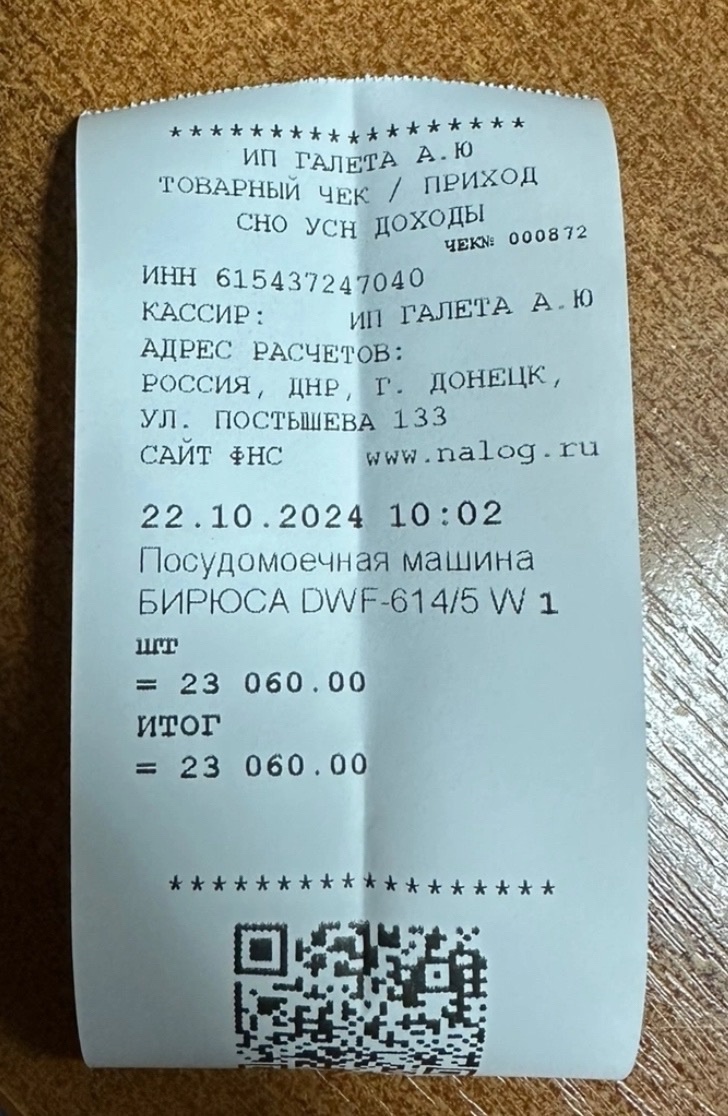 ******************
ИП ГАЛЕТА А.Ю
ТОВАРНЫЙ ЧЕК / ПРИХОД
СНО УСН ДОХОДЫ
ЧЕК№ 000872
ИНН 615437247040
КАССИР: ИП ГАЛЕТА А.Ю
АДРЕС РАСЧЕТОВ:
РОССИЯ, ДНР, Г. ДОНЕЦК,
УЛ. ПОСТЫШЕВА 133
САЙТ ФНС www.nalog.ru
22.10.2024 10:02
Посудомоечная машина
БИРЮСА DWF-614/5 W 1
шт
= 23 060.00
ИТОГ
= 23 060.00
******************